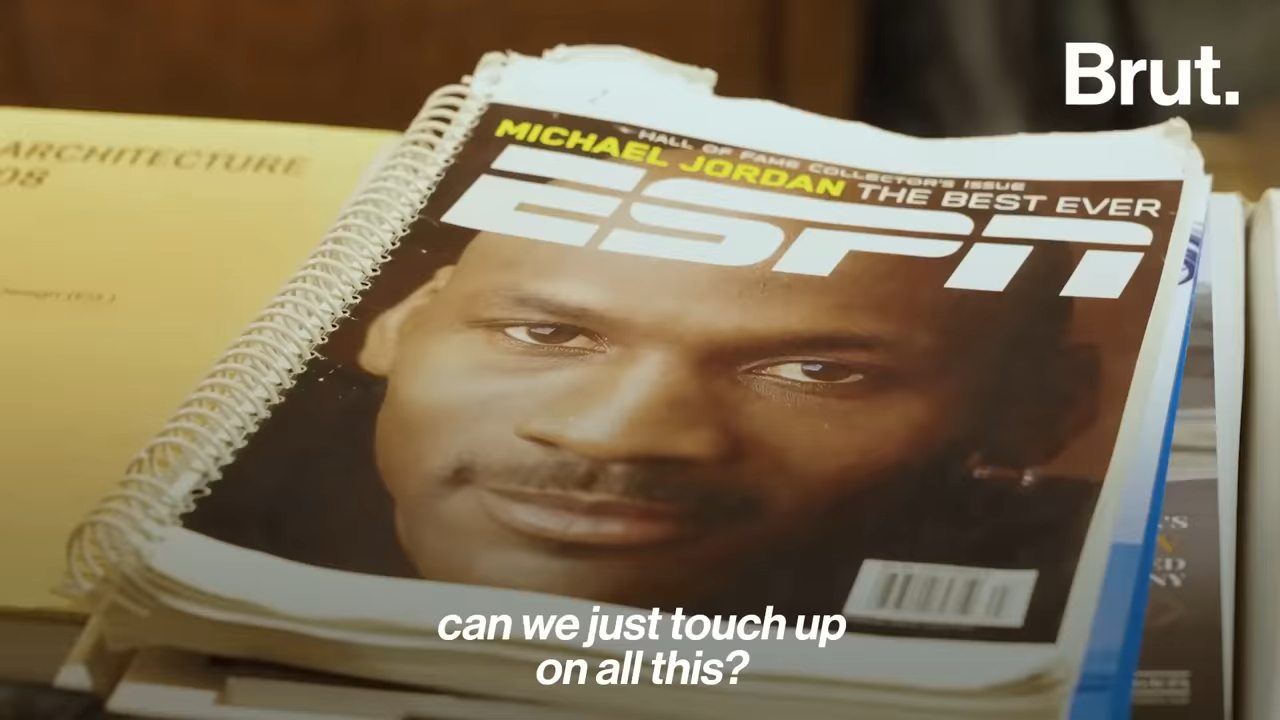 Brut.
ARCHITECTURE
08
HALL OF FAME COLLECTOR'S ISSUE
MICHAEL JORDAN THE BEST EVER
ESPN
can we just touch up
on all this?